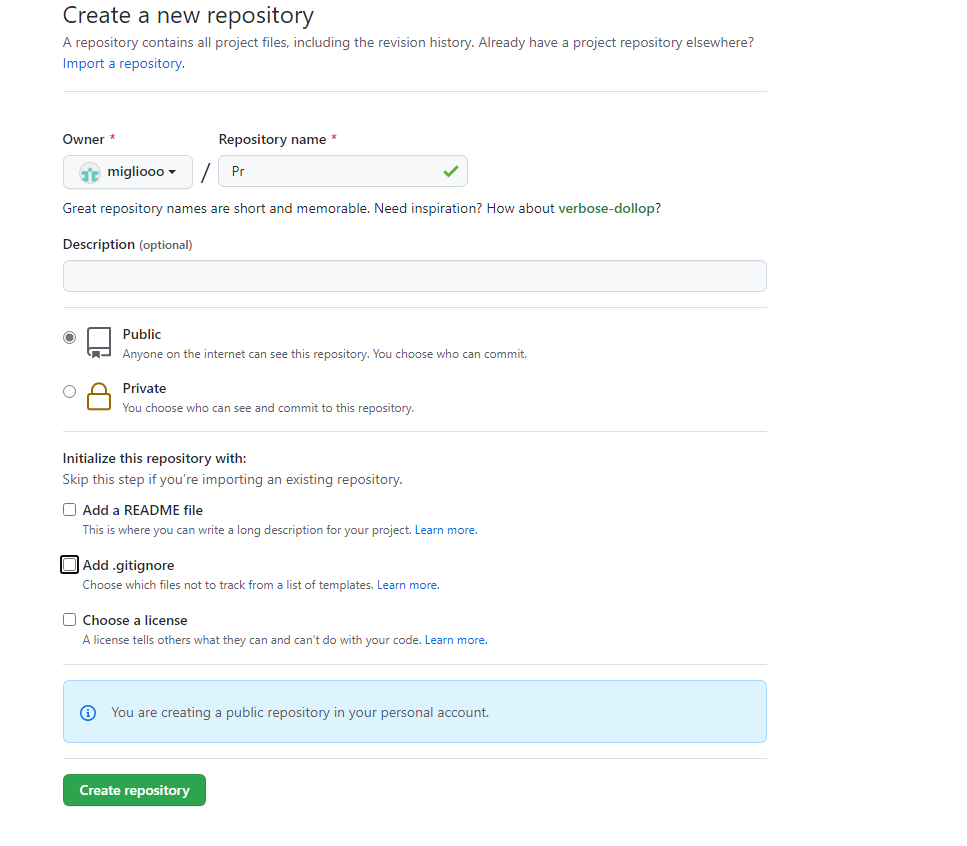 Create a new repository
A repository contains all project files, including the revision history. Already have a project repository elsewhere?
Import a repository.
Owner * Repository name *
migliooo / Pr
Great repository names are short and memorable. Need inspiration? How about verbose-dollop?
Description (optional)
Public
Anyone on the internet can see this repository. You choose who can commit.
Private
You choose who can see and commit to this repository.
Initialize this repository with:
Skip this step if you're importing an existing repository.
Add a README file
This is where you can write a long description for your project. Learn more.
Add .gitignore
Choose which files not to track from a list of templates. Learn more.
Choose a license
A license tells others what they can and can't do with your code. Learn more.
You are creating a public repository in your personal account.
Create repository